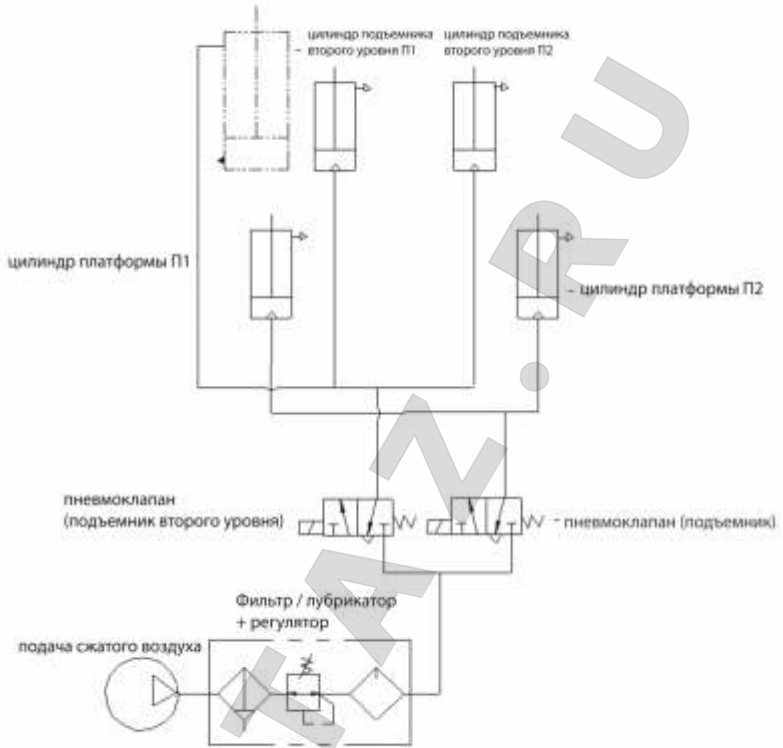 цилиндр подъемника
второго уровня П1
цилиндр подъемника
второго уровня П2
цилиндр платформы П1
– цилиндр платформы П2
пневмоклапан
(подъемник второго уровня)
– пневмоклапан (подъемник)
Фильтр / лубрикатор
+ регулятор
подача сжатого воздуха
TAZ.RU